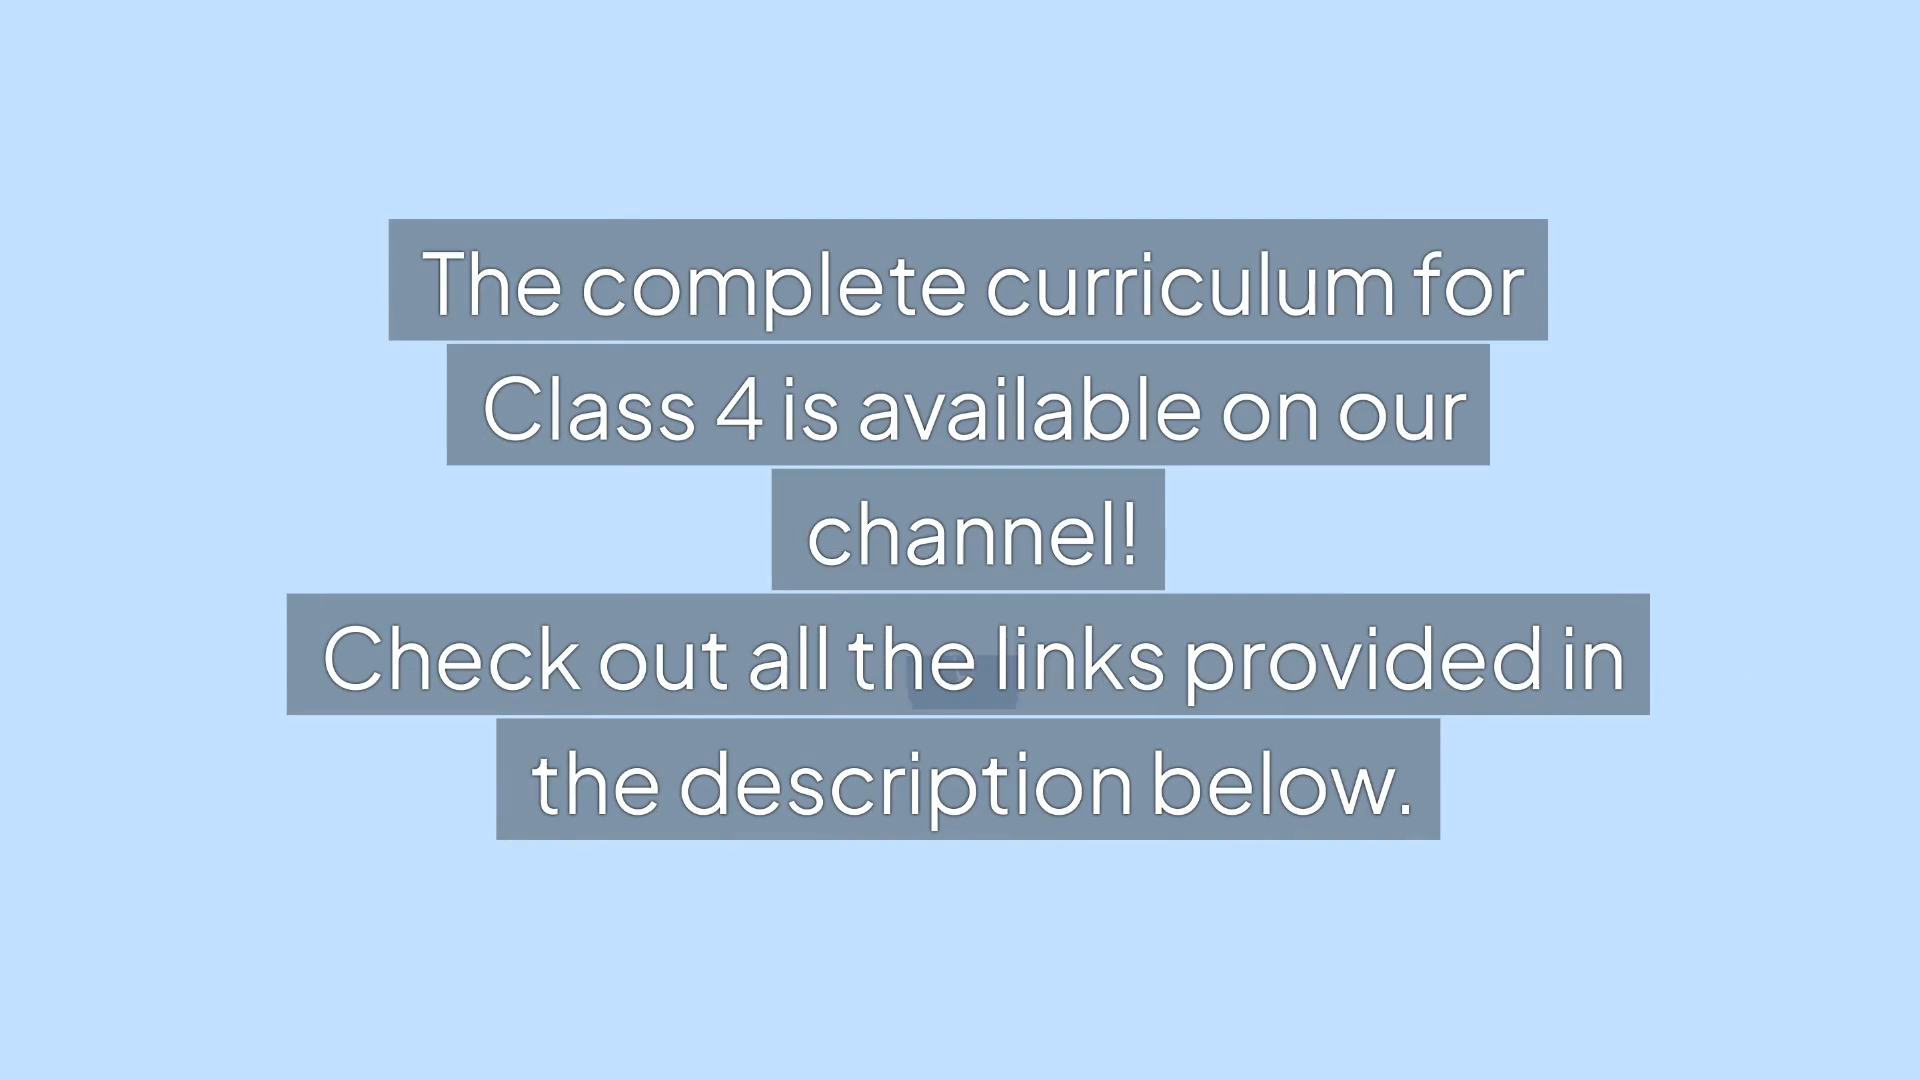 The complete curriculum for
Class 4 is available on our
channel!
Check out all the links provided in
the description below.